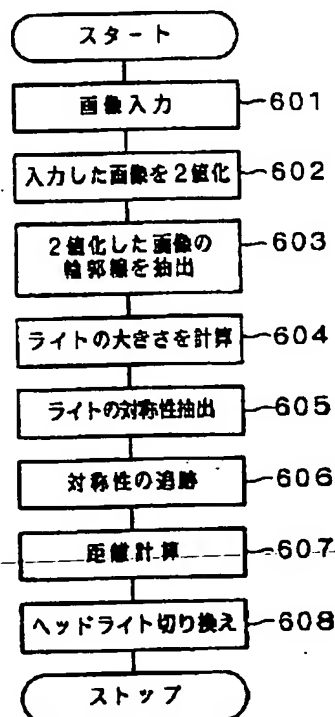 スタート
画像入力 601
入力した画像を2値化 602
2値化した画像の 603
輪郭線を抽出
ライトの大きさを計算 604
ライトの対称性抽出 605
対称性の追跡 606
距離計算 607
ヘッドライト切り換え 608
ストップ